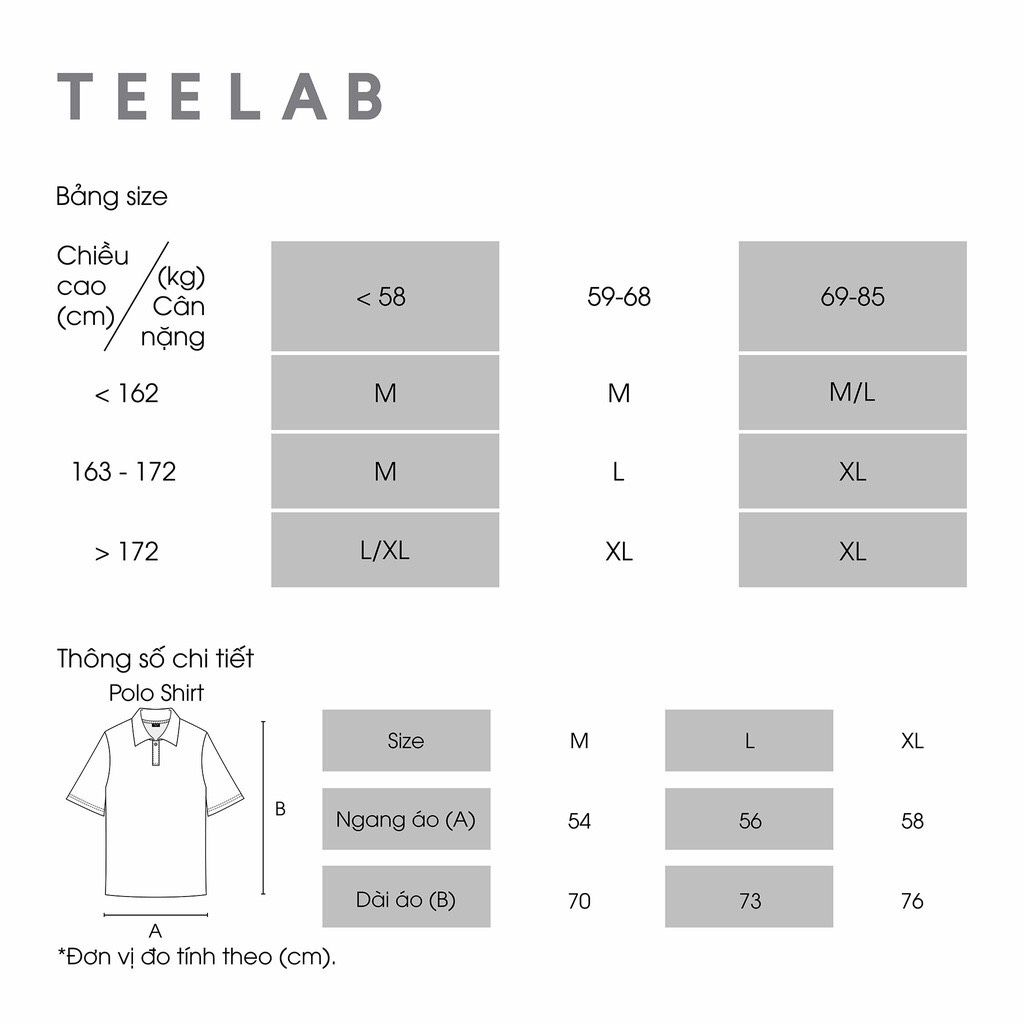 TEELAB
Bảng size
Chiều cao (cm) / (kg) Cân nặng
< 58
59-68
69-85
< 162
M
M
M/L
163 - 172
M
L
XL
> 172
L/XL
XL
XL
Thông số chi tiết
Polo Shirt
Size
M
L
XL
B
Ngang áo (A)
54
56
58
Dài áo (B)
70
73
76
A
*Đơn vị đo tính theo (cm).